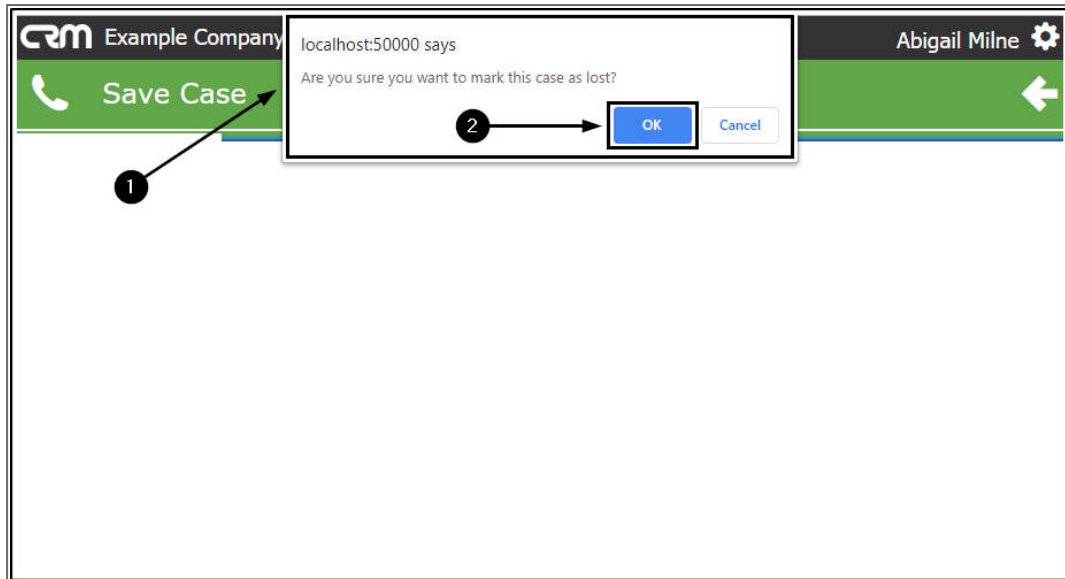 CRM Example Company
Abigail Milne
localhost:50000 says
Are you sure you want to mark this case as lost?
Save Case
2
OK
Cancel
1